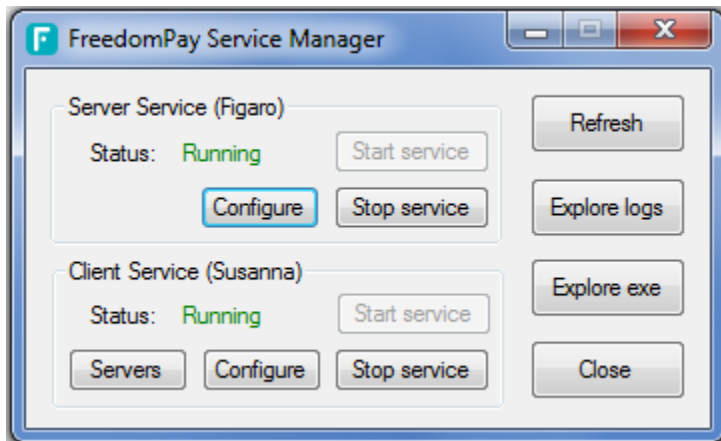 FreedomPay Service Manager
Server Service (Figaro)
Status: Running
Start service
Configure
Stop service
Client Service (Susanna)
Status: Running
Start service
Servers
Configure
Stop service
Refresh
Explore logs
Explore exe
Close